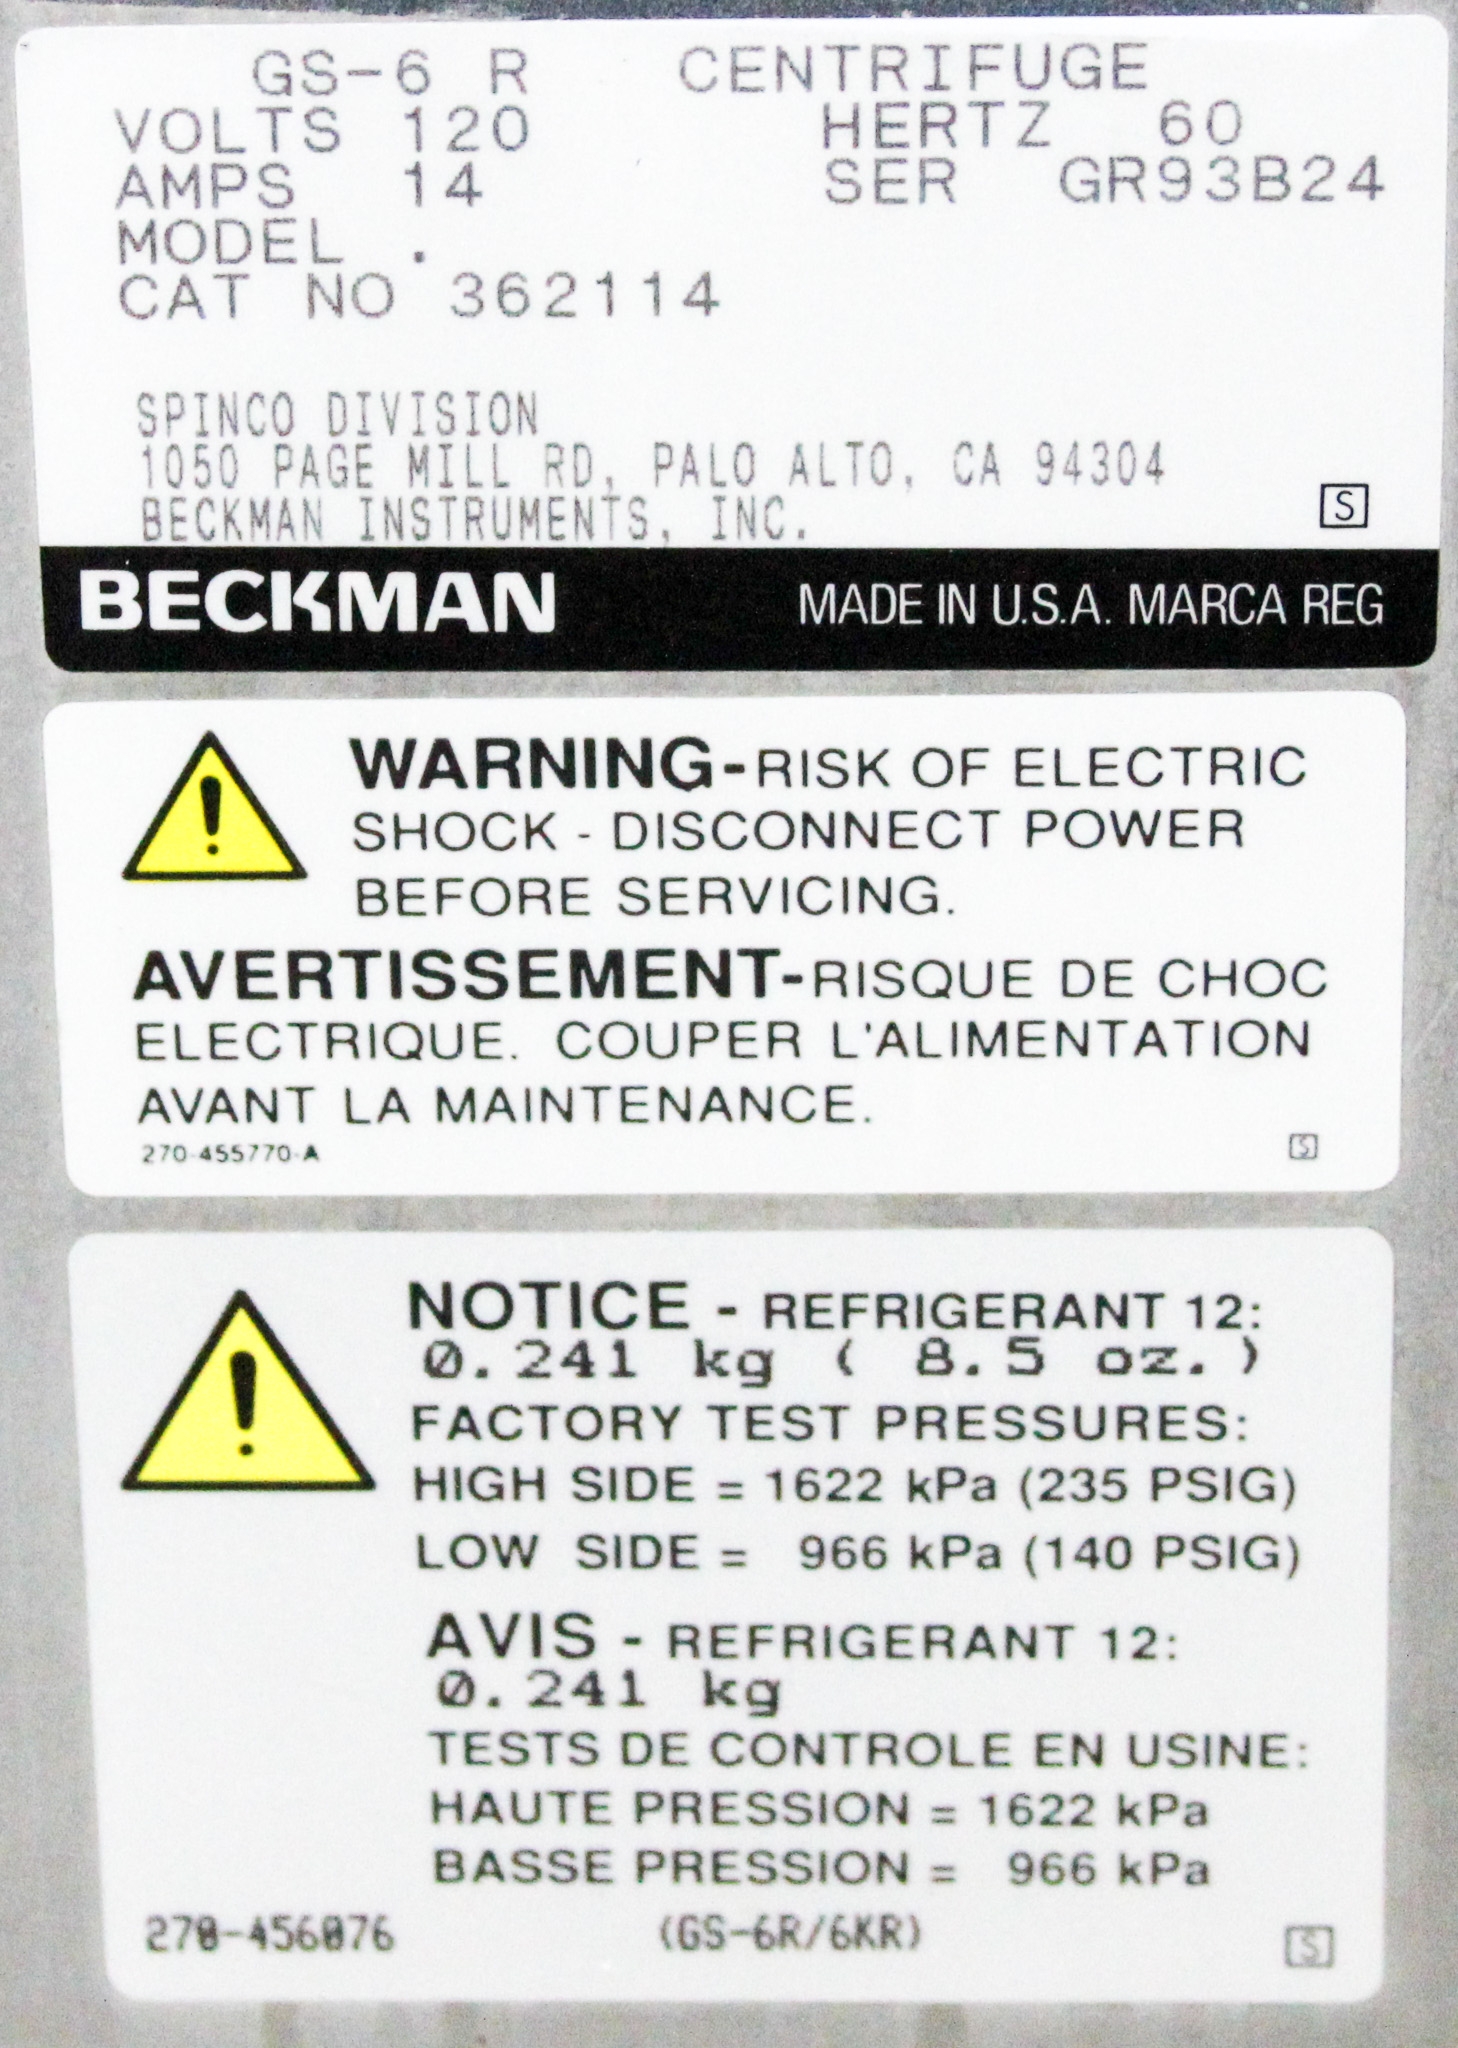 GS-6 R CENTRIFUGE
VOLTS 120 HERTZ 60
AMPS 14 SER GR93B24
MODEL .
CAT NO 362114
SPINCO DIVISION
1050 PAGE MILL RD, PALO ALTO, CA 94304
BECKMAN INSTRUMENTS, INC.
S
BECKMAN MADE IN U.S.A. MARCA REG
WARNING-RISK OF ELECTRIC
SHOCK - DISCONNECT POWER
BEFORE SERVICING.
AVERTISSEMENT-RISQUE DE CHOC
ELECTRIQUE. COUPER L'ALIMENTATION
AVANT LA MAINTENANCE.
270-455770-A S
NOTICE - REFRIGERANT 12:
0.241 kg ( 8.5 oz.)
FACTORY TEST PRESSURES:
HIGH SIDE = 1622 kPa (235 PSIG)
LOW SIDE = 966 kPa (140 PSIG)
AVIS - REFRIGERANT 12:
0.241 kg
TESTS DE CONTROLE EN USINE:
HAUTE PRESSION = 1622 kPa
BASSE PRESSION = 966 kPa
270-456076 (GS-6R/6KR) S